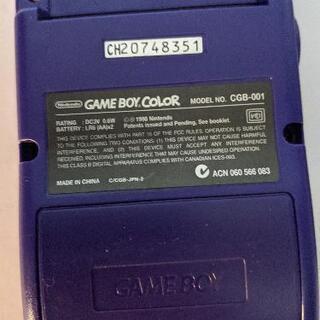 CH20748351
Nintendo GAME BOY COLOR MODEL NO. CGB-001
RATING : DC3V 0.6W
BATTERY : LR6 (AA)x2
©1998 Nintendo
Patents issued and Pending, See booklet.
THIS DEVICE COMPLIES WITH PART 15 OF THE FCC RULES. OPERATION IS SUBJECT
TO THE FOLLOWING TWO CONDITIONS (1) THIS DEVICE MAY NOT CAUSE HARMFUL
INTERFERENCE, AND (2) THIS DEVICE MUST ACCEPT ANY INTERFERENCE
RECEIVED, INCLUDING INTERFERENCE THAT MAY CAUSE UNDESIRED OPERATION.
THIS CLASS B DIGITAL APPARATUS COMPLIES WITH CANADIAN ICES-003.
MADE IN CHINA C/CGB-JPN-2 ACN 060 566 083
GAME BOY